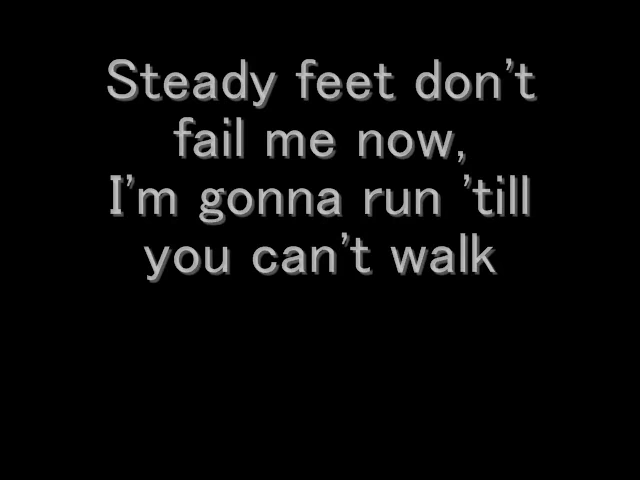 Steady feet don't
fail me now,
I'm gonna run 'till
you can't walk